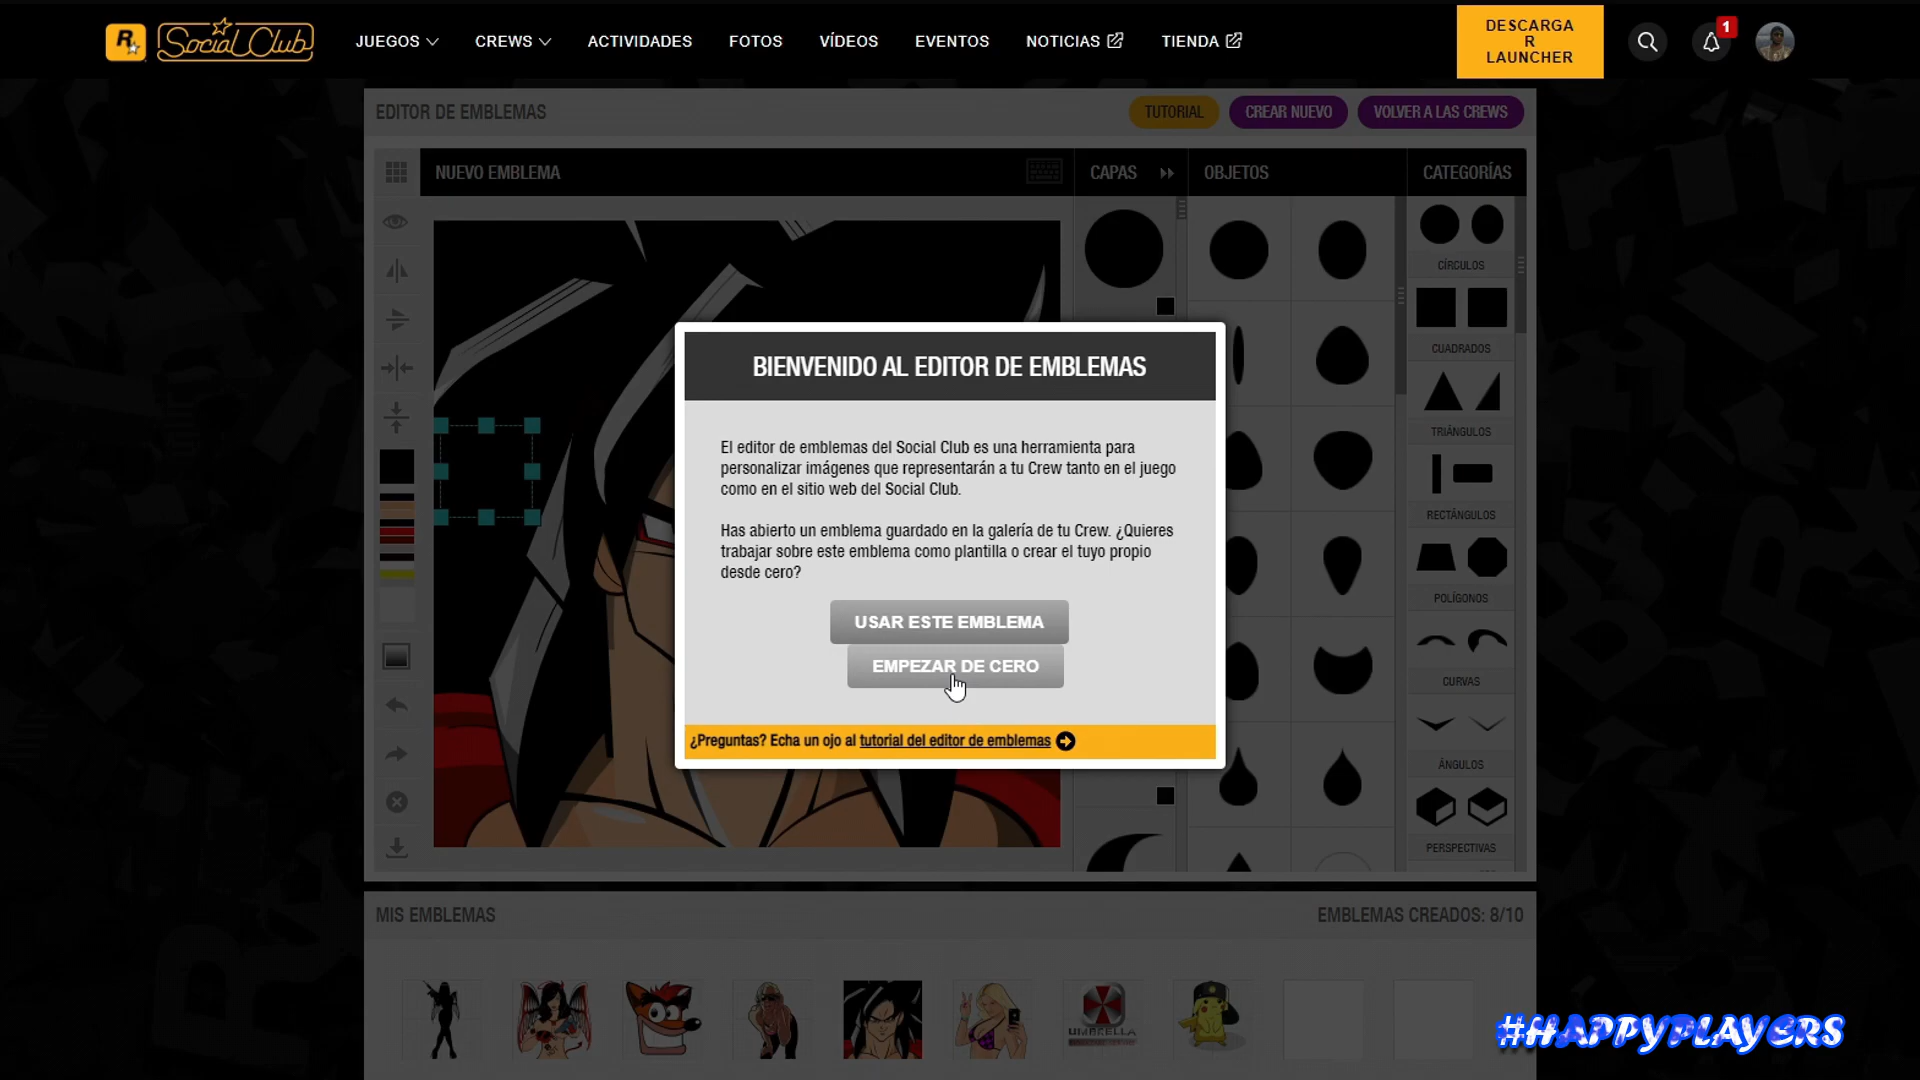 R Social Club JUEGOS CREWS ACTIVIDADES FOTOS VÍDEOS EVENTOS NOTICIAS TIENDA
DESCARGA
R
LAUNCHER
1
EDITOR DE EMBLEMAS
TUTORIAL CREAR NUEVO VOLVER A LAS CREWS
NUEVO EMBLEMA
CAPAS OBJETOS CATEGORÍAS
CÍRCULOS
CUADRADOS
TRIÁNGULOS
RECTÁNGULOS
POLÍGONOS
CURVAS
ÁNGULOS
PERSPECTIVAS
BIENVENIDO AL EDITOR DE EMBLEMAS
El editor de emblemas del Social Club es una herramienta para
personalizar imágenes que representarán a tu Crew tanto en el juego
como en el sitio web del Social Club.
Has abierto un emblema guardado en la galería de tu Crew. ¿Quieres
trabajar sobre este emblema como plantilla o crear el tuyo propio
desde cero?
USAR ESTE EMBLEMA
EMPEZAR DE CERO
¿Preguntas? Echa un ojo al tutorial del editor de emblemas
MIS EMBLEMAS
EMBLEMAS CREADOS: 8/10
UMBRELLA
#HAPPYPLAYERS